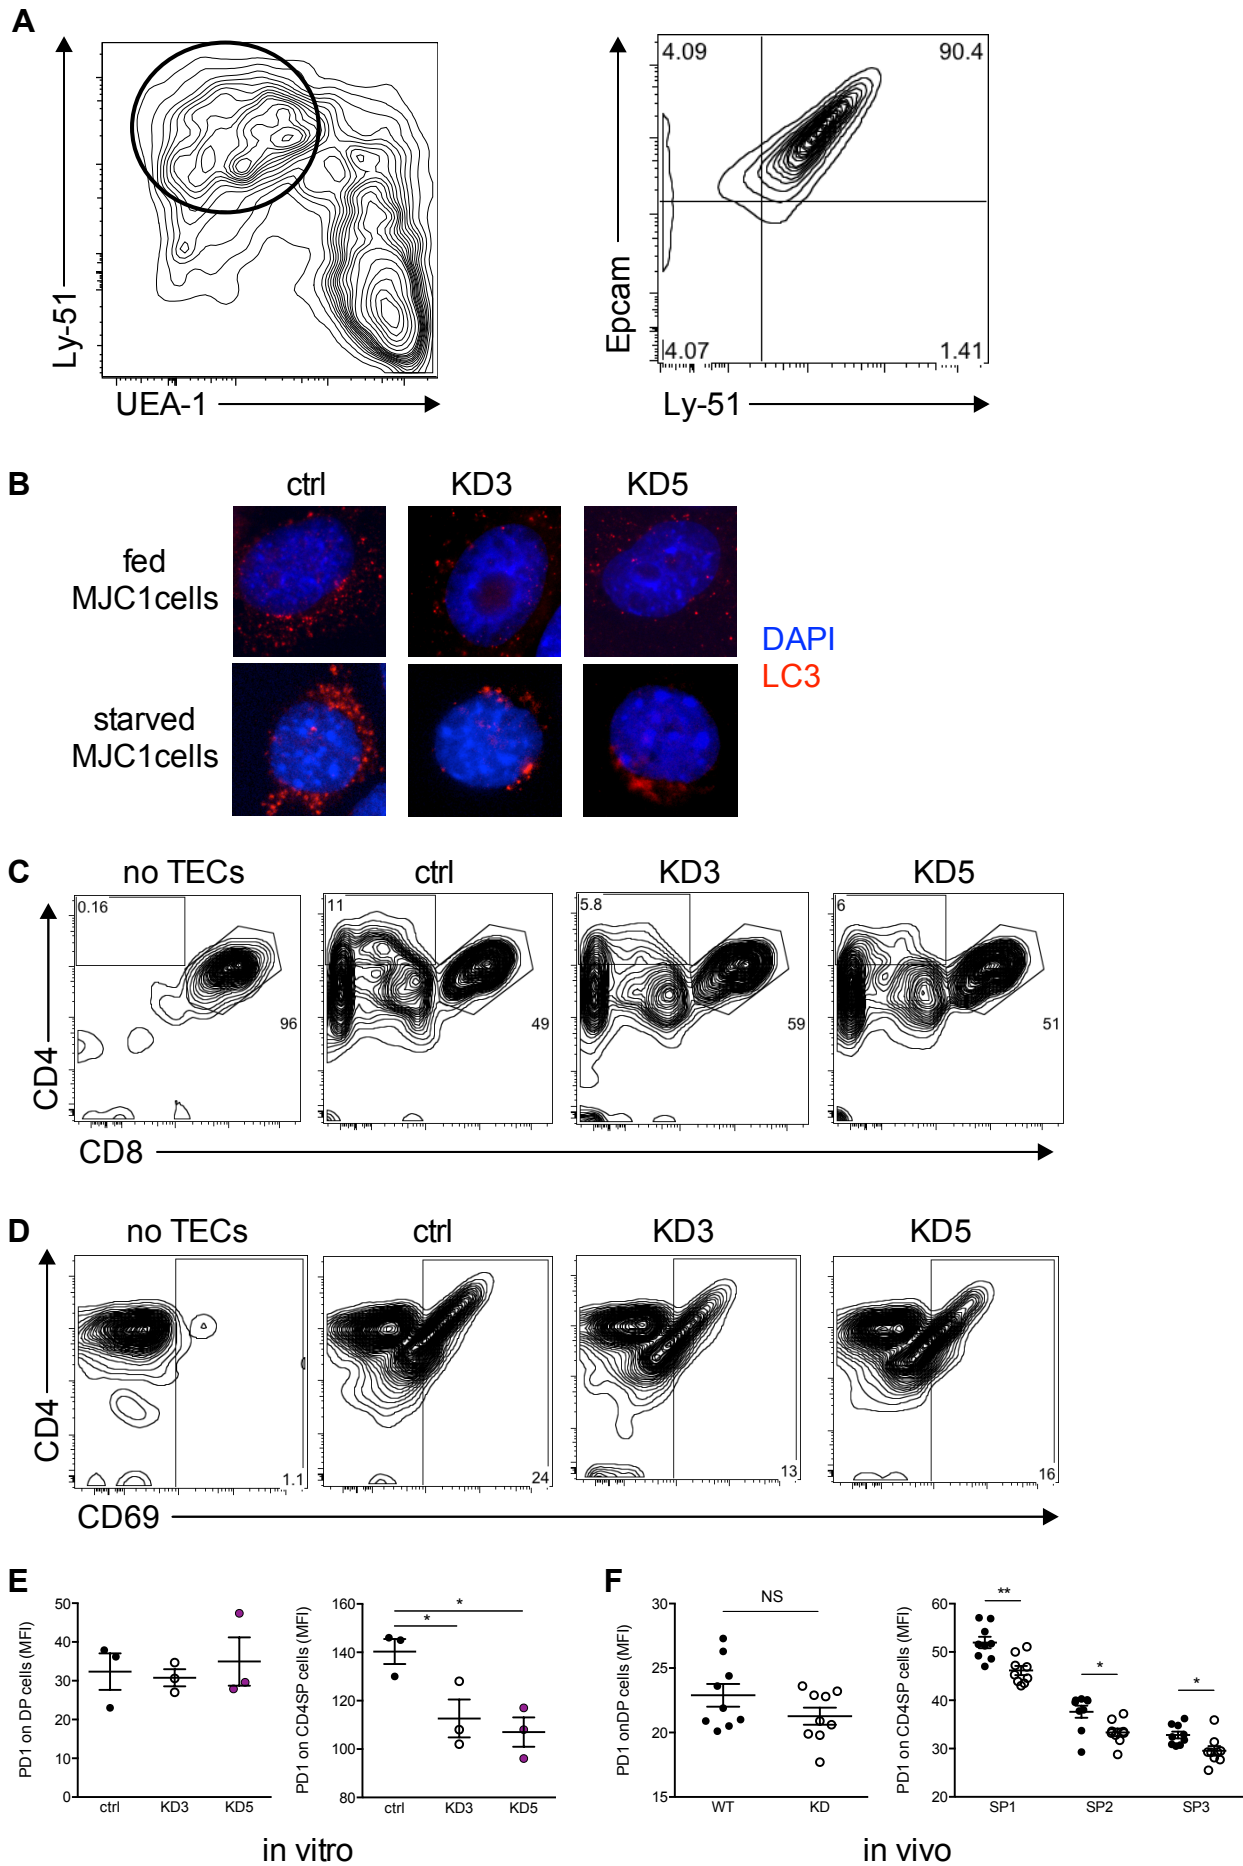 A
Ly-51
UEA-1
4.09
90.4
4.07
1.41
Epcam
Ly-51
B
ctrl
KD3
KD5
fed
MJC1cells
starved
MJC1cells
DAPI
LC3
C
no TECs
ctrl
KD3
KD5
0.16
96
11
49
5.8
59
6
51
CD4
CD8
D
no TECs
ctrl
KD3
KD5
1.1
24
13
16
CD4
CD69
E
PD1 on DP cells (MFI)
50
40
30
20
10
0
ctrl
KD3
KD5
PD1 on CD4SP cells (MFI)
160
140
120
100
80
*
*
ctrl
KD3
KD5
in vitro
F
PD1 onDP cells (MFI)
30
25
20
15
NS
WT
KD
PD1 on CD4SP cells (MFI)
60
50
40
30
20
**
*
*
SP1
SP2
SP3
in vivo